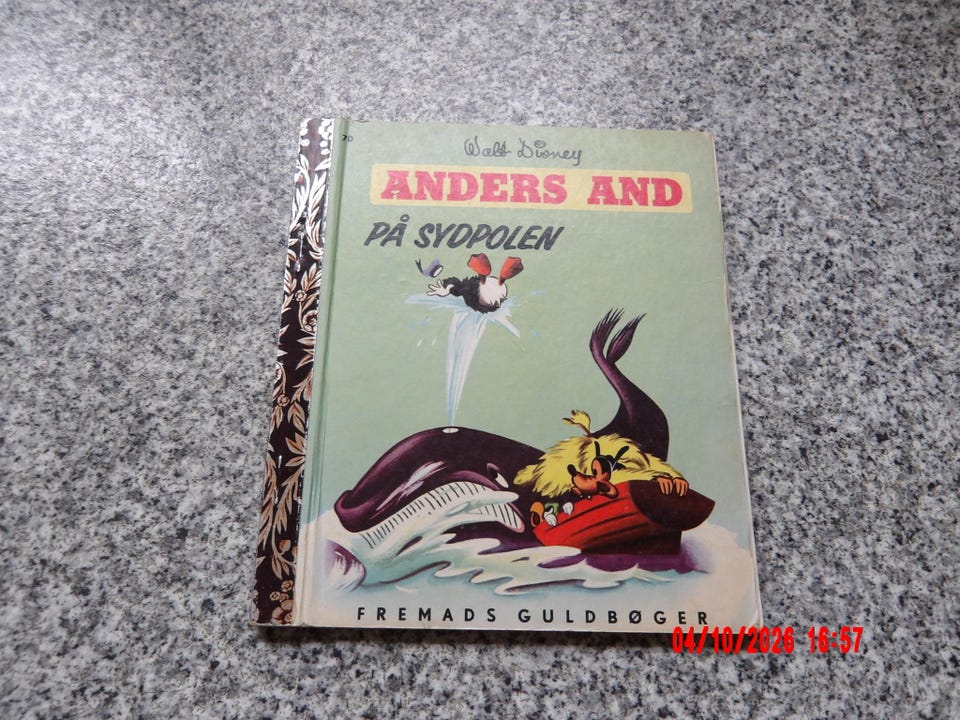 70
Walt Disney
ANDERS AND
PÅ SYDPOLEN
FREMADS GULDBØGER
04/10/2026 16:57